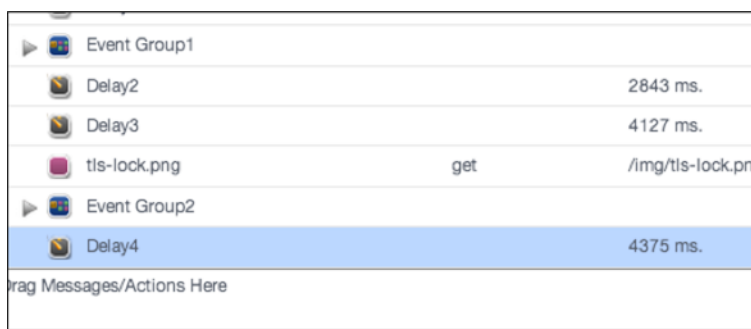 Event Group1
Delay2 2843 ms.
Delay3 4127 ms.
tls-lock.png get /img/tls-lock.pn
Event Group2
Delay4 4375 ms.
rag Messages/Actions Here